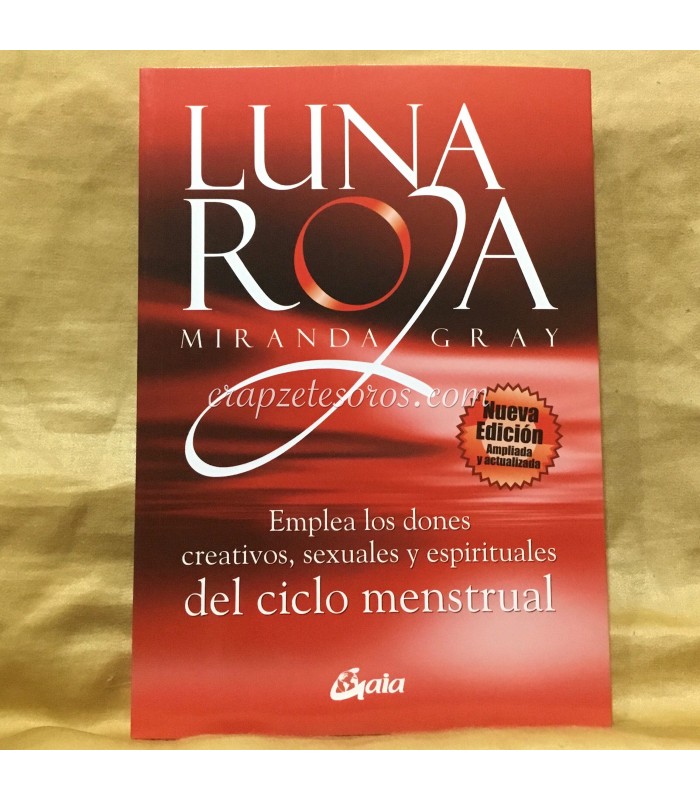 LUNA
ROJA
MIRANDA GRAY
crapzetesoros.com
Nueva
Edición
Ampliada
y actualizada
Emplea los dones
creativos, sexuales y espirituales
del ciclo menstrual
Gaia